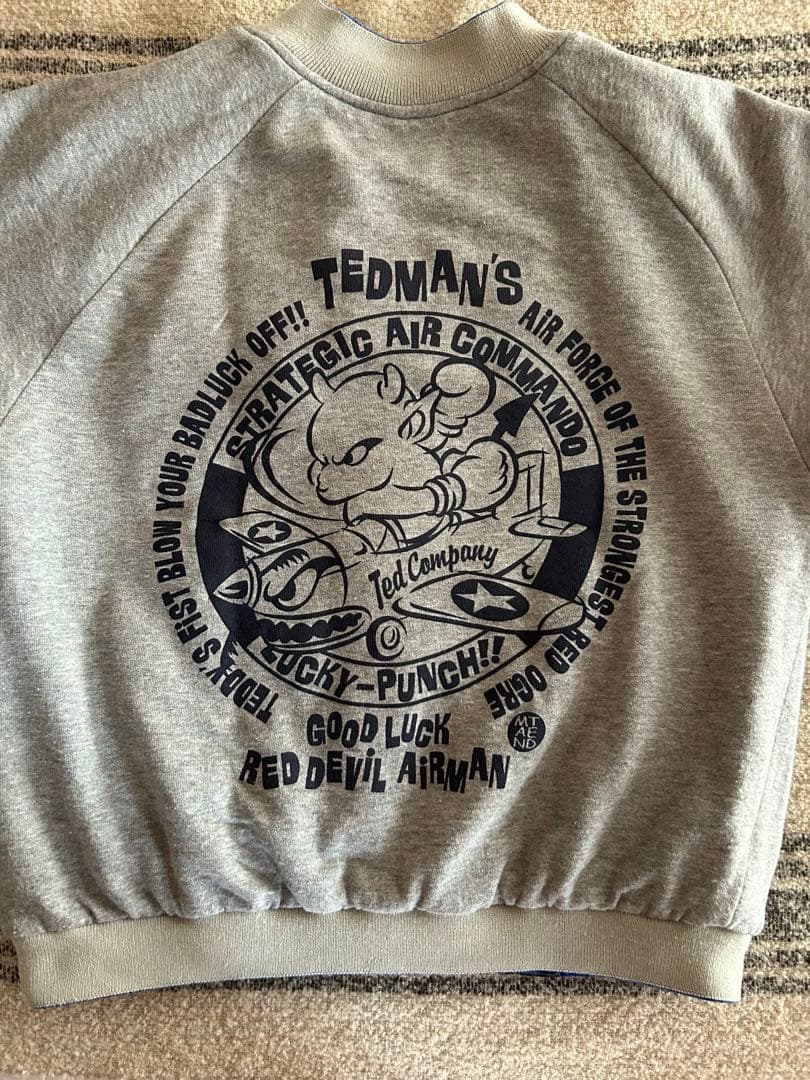 TEDMAN'S
TEDDY'S FIST BLOW YOUR BADLUCK OFF!!
AiR FORCE OF THE STRONGEST RED OGRE
STRATEGIC AIR COMMANDO
Ted Company
LUCKY-PUNCH!!
GOOD LUCK
RED DEViL AiRMAN
MT
AE
ND